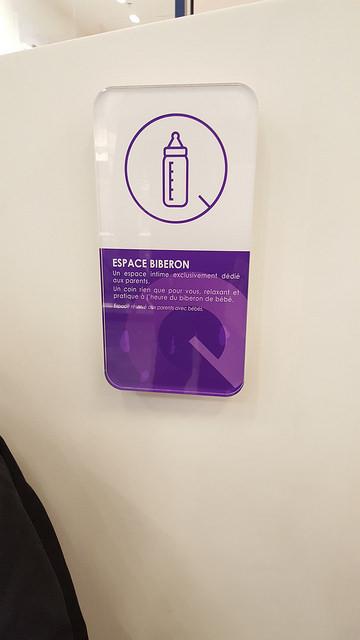 ESPACE BIBERON
Un espace intime exclusivement dédié
aux parents.
Un coin rien que pour vous, relaxant et
pratique à l'heure du biberon de bébé.
Espace réservé aux parents avec bébés.